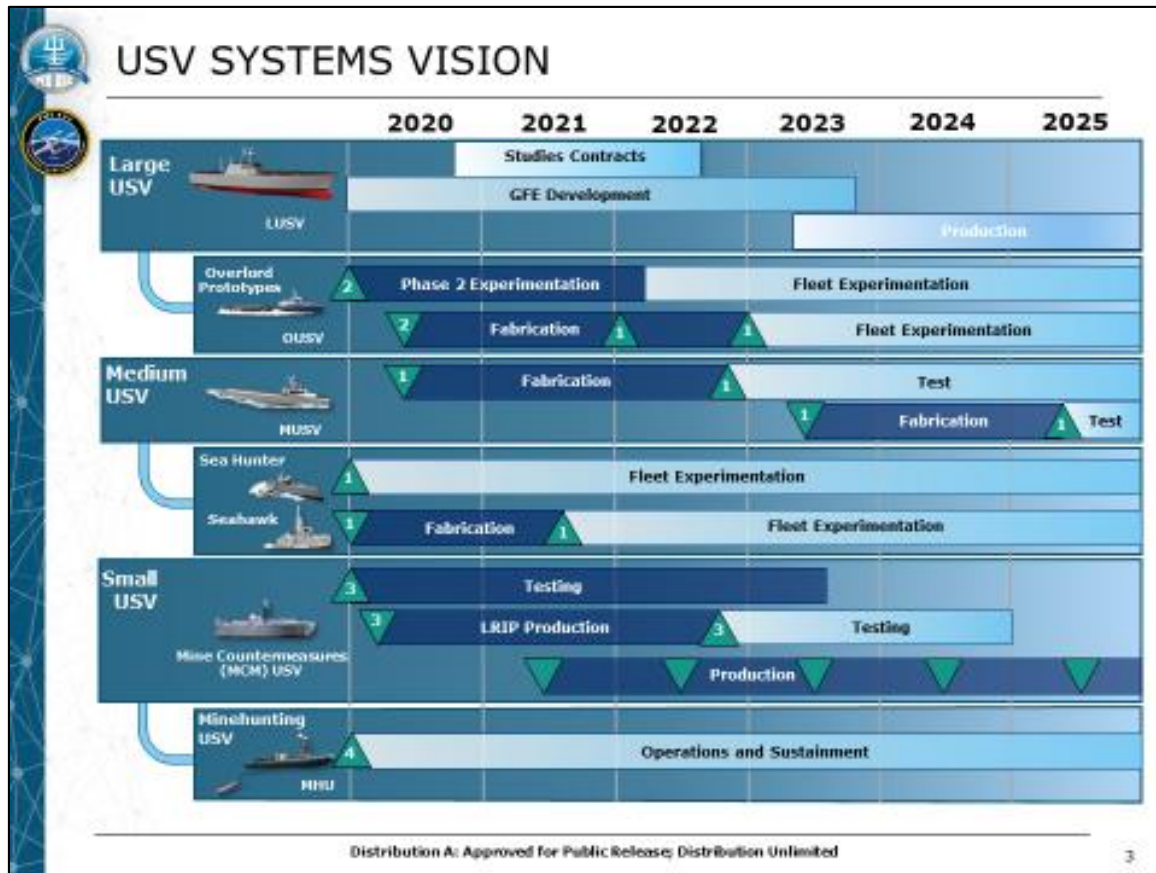 USV SYSTEMS VISION
2020 2021 2022 2023 2024 2025
Large
USV
LUSV
Studies Contracts
GFE Development
Production
Overlord
Prototypes
OUSV
2 Phase 2 Experimentation Fleet Experimentation
2 Fabrication 1 1 Fleet Experimentation
Medium
USV
MUSV
1 Fabrication 1 Test
1 Fabrication 1 Test
Sea Hunter
1 Fleet Experimentation
Seahawk
1 Fabrication 1 Fleet Experimentation
Small
USV
Mine Countermeasures
(MCM) USV
3 Testing
3 LRIP Production 3 Testing
Production
Minehunting
USV
MHU
4 Operations and Sustainment
Distribution A: Approved for Public Release; Distribution Unlimited
3